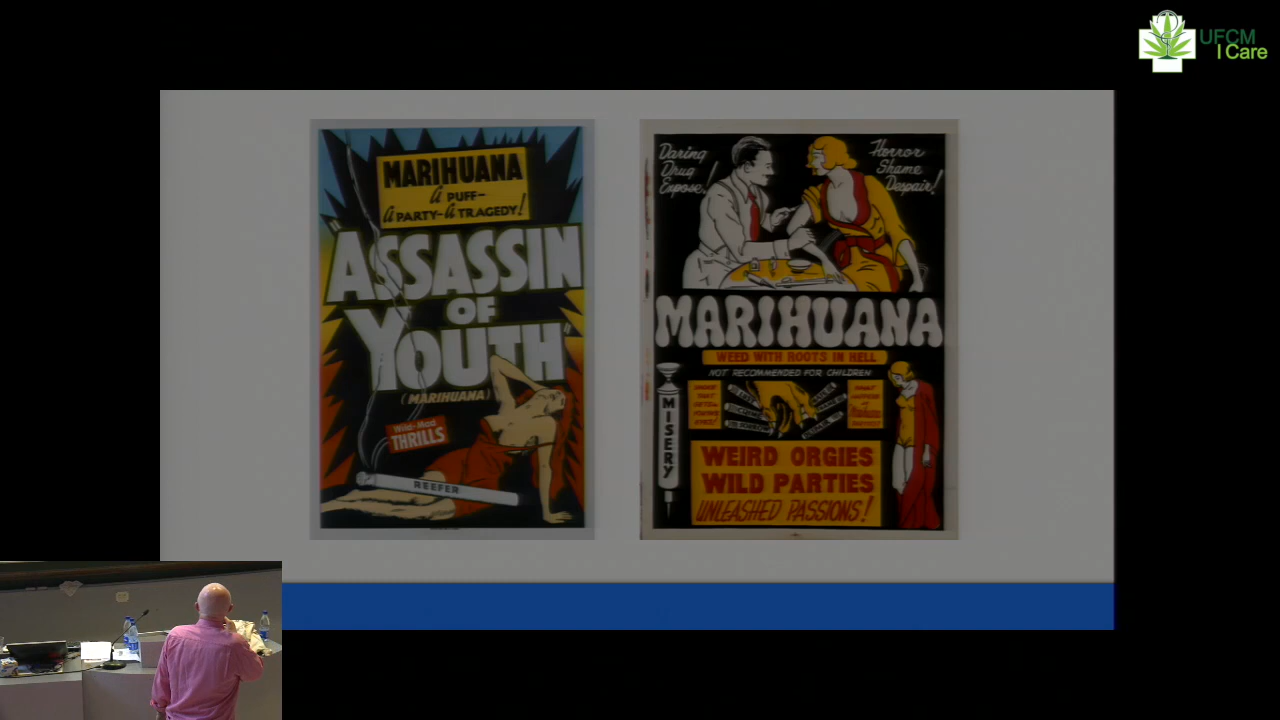 UFCM
I Care
MARIHUANA
A PUFF-
A PARTY-A TRAGEDY!
"ASSASSIN
OF
YOUTH"
(MARIHUANA)
Wild-Mad
THRILLS
REEFER
Daring
Drug
Expose!
Horror
Shame
Despair!
MARIHUANA
WEED WITH ROOTS IN HELL
NOT RECOMMENDED FOR CHILDREN
MISERY
WEIRD ORGIES
WILD PARTIES
UNLEASHED PASSIONS!